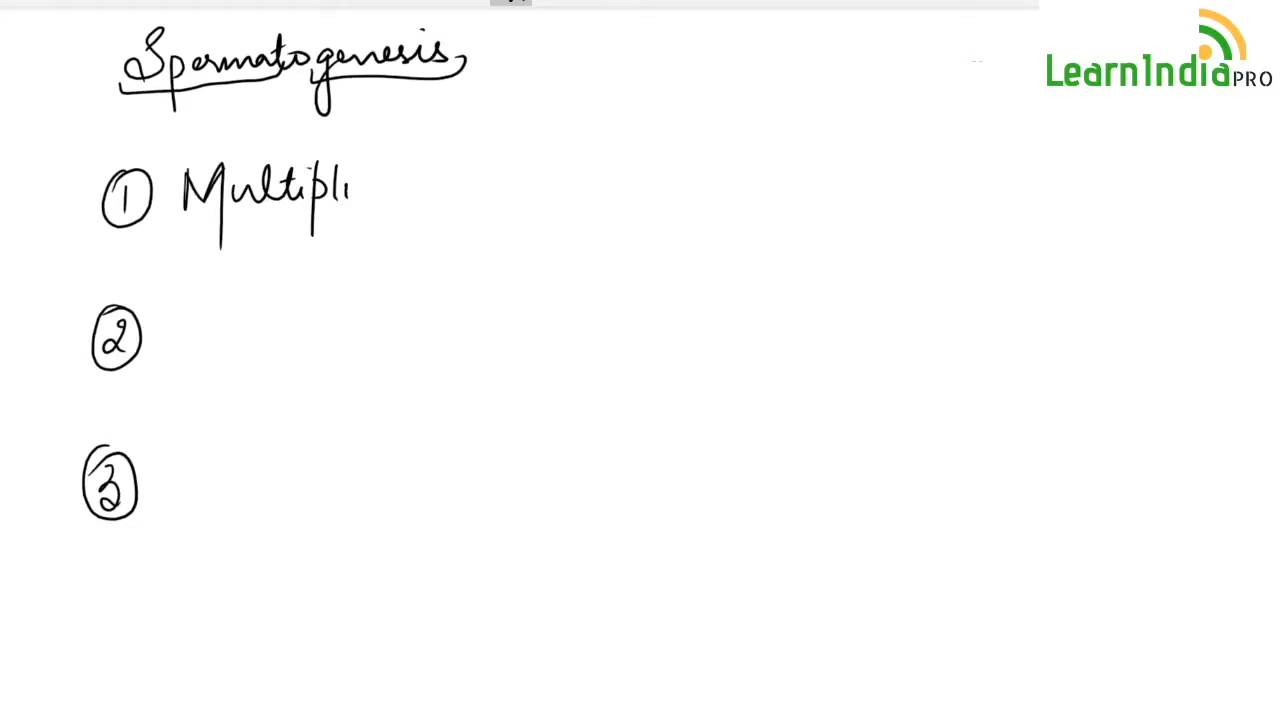 Spermatogenesis
LearnIndia PRO
① Multipli
②
③